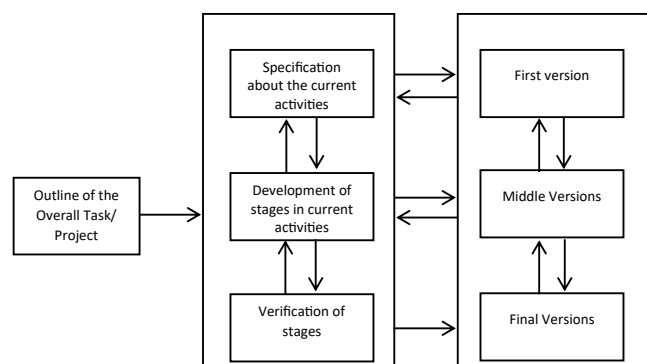 Specification
about the current
activities
First version
Outline of the
Overall Task/
Project
Development of
stages in current
activities
Middle Versions
Verification of
stages
Final Versions